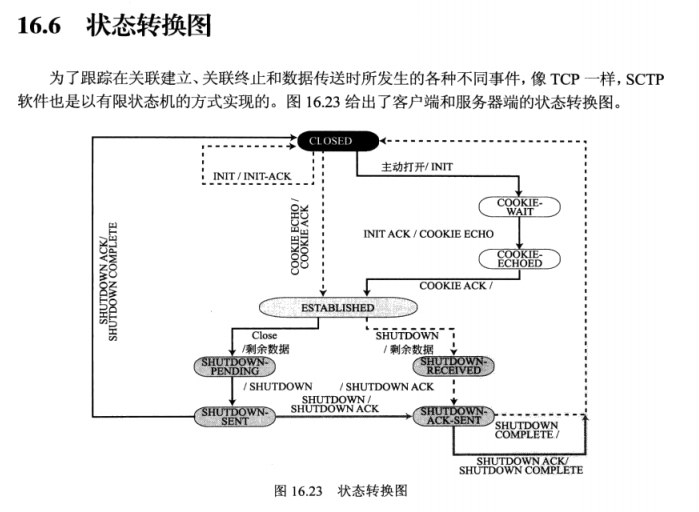 16.6 状态转换图
为了跟踪在关联建立、关联终止和数据传送时所发生的各种不同事件，像 TCP 一样，SCTP
软件也是以有限状态机的方式实现的。图 16.23 给出了客户端和服务器端的状态转换图。
CLOSED
主动打开/ INIT
INIT / INIT-ACK
COOKIE-
WAIT
COOKIE ECHO /
COOKIE ACK
INIT ACK / COOKIE ECHO
SHUTDOWN ACK/
SHUTDOWN COMPLETE
COOKIE-
ECHOED
COOKIE ACK /
ESTABLISHED
Close
/剩余数据
SHUTDOWN
/ 剩余数据
SHUTDOWN-
PENDING
SHUTDOWN-
RECEIVED
/ SHUTDOWN
/ SHUTDOWN ACK
SHUTDOWN /
SHUTDOWN ACK
SHUTDOWN-
SENT
SHUTDOWN-
ACK-SENT
SHUTDOWN
COMPLETE /
SHUTDOWN ACK/
SHUTDOWN COMPLETE
图 16.23 状态转换图